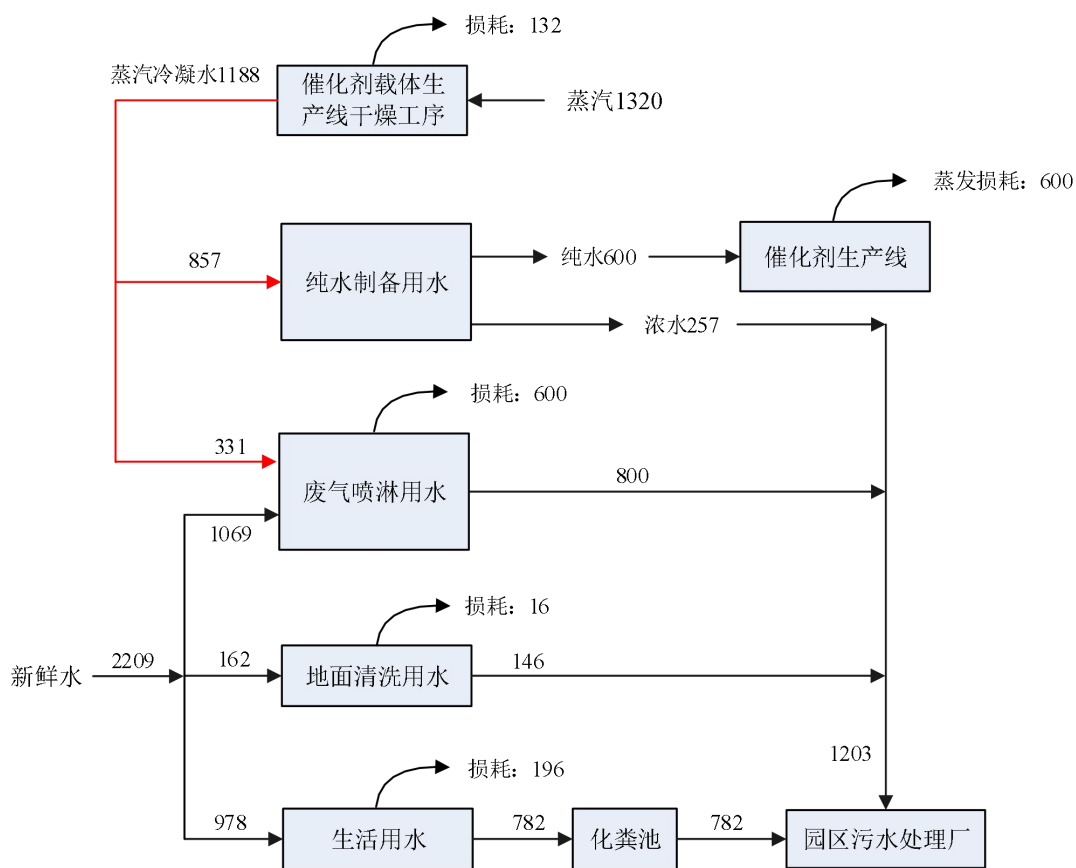 损耗：132
蒸汽冷凝水1188
催化剂载体生
产线干燥工序
蒸汽1320
蒸发损耗：600
857
纯水制备用水
纯水600
催化剂生产线
浓水257
损耗：600
331
废气喷淋用水
800
1069
损耗：16
新鲜水
2209
162
地面清洗用水
146
1203
损耗：196
978
生活用水
782
化粪池
782
园区污水处理厂